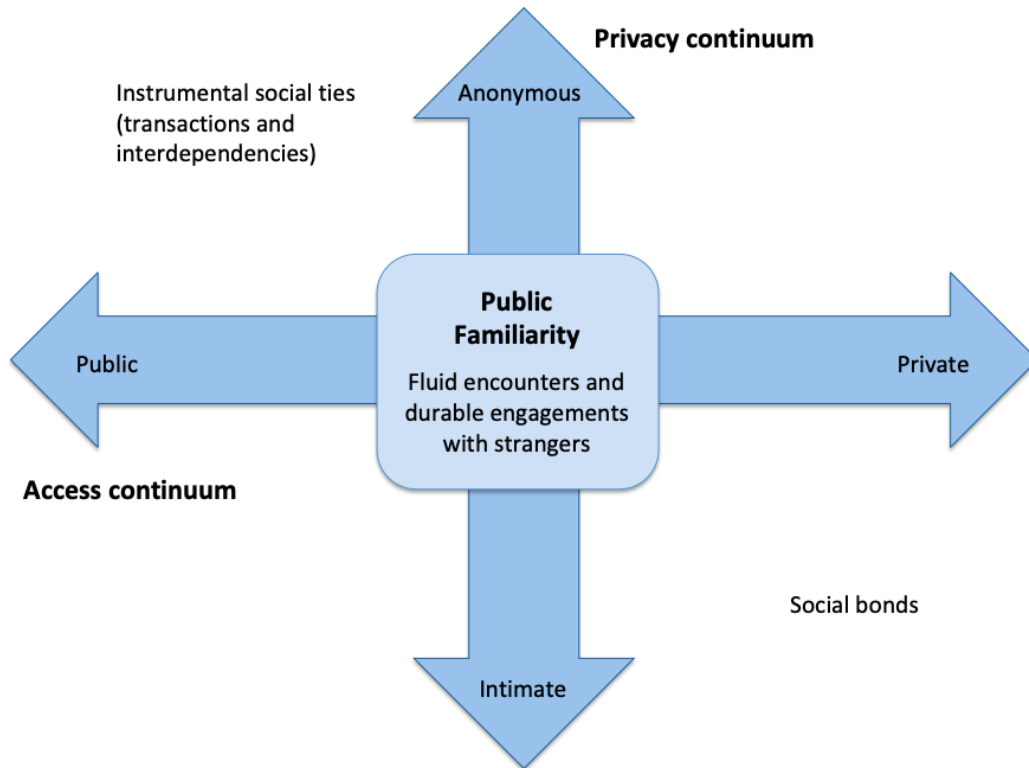 Privacy continuum
Instrumental social ties
(transactions and
interdependencies)
Anonymous
Public
Familiarity
Fluid encounters and
durable engagements
with strangers
Public
Private
Access continuum
Social bonds
Intimate